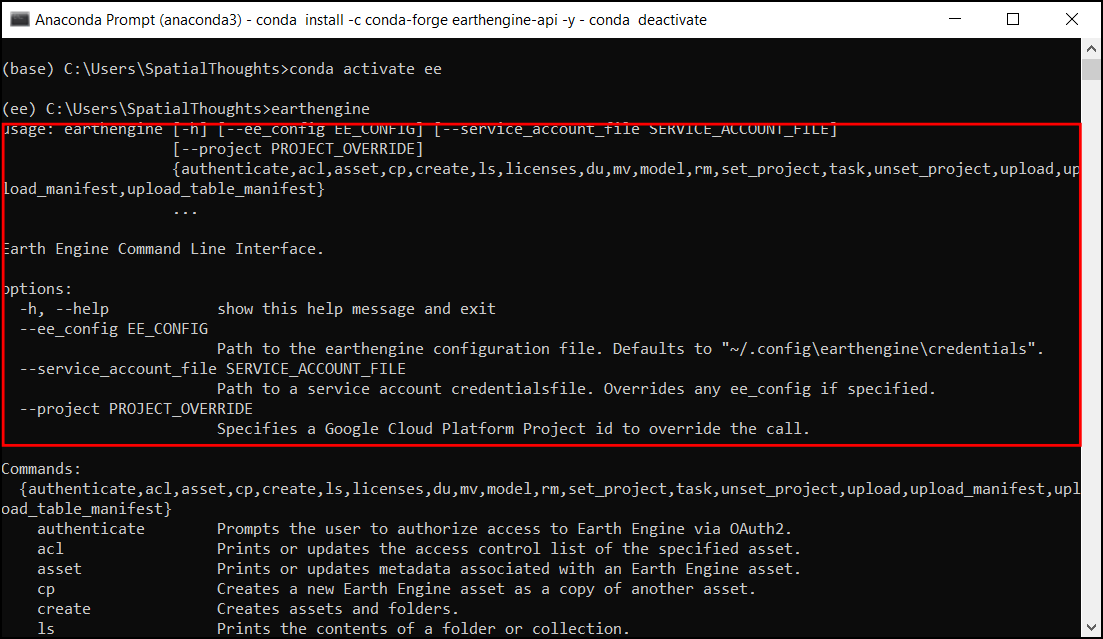 Anaconda Prompt (anaconda3) - conda  install -c conda-forge earthengine-api -y - conda  deactivate
(base) C:\Users\SpatialThoughts>conda activate ee
(ee) C:\Users\SpatialThoughts>earthengine
usage: earthengine [-h] [--ee_config EE_CONFIG] [--service_account_file SERVICE_ACCOUNT_FILE]
                   [--project PROJECT_OVERRIDE]
                   {authenticate,acl,asset,cp,create,ls,licenses,du,mv,model,rm,set_project,task,unset_project,upload,up
load_manifest,upload_table_manifest}
                   ...
Earth Engine Command Line Interface.
options:
  -h, --help            show this help message and exit
  --ee_config EE_CONFIG
                        Path to the earthengine configuration file. Defaults to "~/.config\earthengine\credentials".
  --service_account_file SERVICE_ACCOUNT_FILE
                        Path to a service account credentialsfile. Overrides any ee_config if specified.
  --project PROJECT_OVERRIDE
                        Specifies a Google Cloud Platform Project id to override the call.
Commands:
  {authenticate,acl,asset,cp,create,ls,licenses,du,mv,model,rm,set_project,task,unset_project,upload,upload_manifest,upl
oad_table_manifest}
    authenticate        Prompts the user to authorize access to Earth Engine via OAuth2.
    acl                 Prints or updates the access control list of the specified asset.
    asset               Prints or updates metadata associated with an Earth Engine asset.
    cp                  Creates a new Earth Engine asset as a copy of another asset.
    create              Creates assets and folders.
    ls                  Prints the contents of a folder or collection.